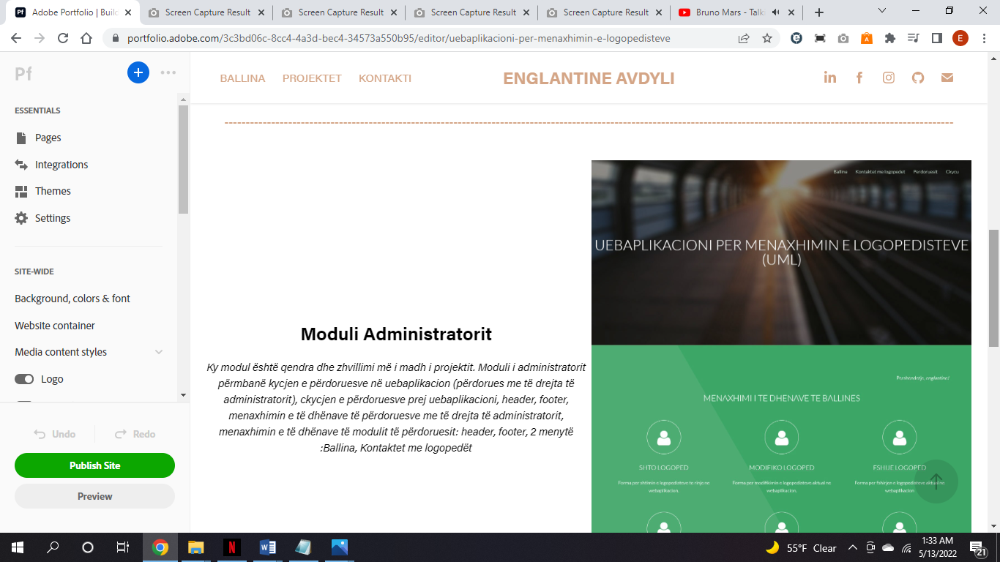 Adobe Portfolio | Build
Screen Capture Result
Screen Capture Result
Screen Capture Result
Screen Capture Result
Bruno Mars - Talki
portfolio.adobe.com/3c3bd06c-8cc4-4a3d-bec4-34573a550b95/editor/uebaplikacioni-per-menaxhimin-e-logopedisteve
E
Pf
ESSENTIALS
Pages
Integrations
Themes
Settings
SITE-WIDE
Background, colors & font
Website container
Media content styles
Logo
Undo
Redo
Publish Site
Preview
BALLINA PROJEKTET KONTAKTI
ENGLANTINE AVDYLI
Moduli Administratorit
Ky modul është qendra dhe zhvillimi më i madh i projektit. Moduli i administratorit
përmbanë kycjen e përdoruesve në uebaplikacion (përdorues me të drejta të
administratorit), ckycjen e përdoruesve prej uebaplikacioni, header, footer,
menaxhimin e të dhënave të përdoruesve me të drejta të administratorit,
menaxhimin e të dhënave të modulit të përdoruesit: header, footer, 2 menytë
:Ballina, Kontaktet me logopedët
Ballina Kontaktet me logopedet Perdoruesit Ckycu
UEBAPLIKACIONI PER MENAXHIMIN E LOGOPEDISTEVE
(UML)
Pershendetje, englantine!
MENAXHIMI I TE DHENAVE TE BALLINES
SHTO LOGOPED
Forma per shtimin e logopedisteve te rinje ne
webaplikacion.
MODIFIKO LOGOPED
Forma per modifikimin e logopedisteve aktual ne
webaplikacion.
FSHIJE LOGOPED
Forma per fshirjen e logopedisteve aktual ne
webaplikacion.
55°F Clear
1:33 AM
5/13/2022
21